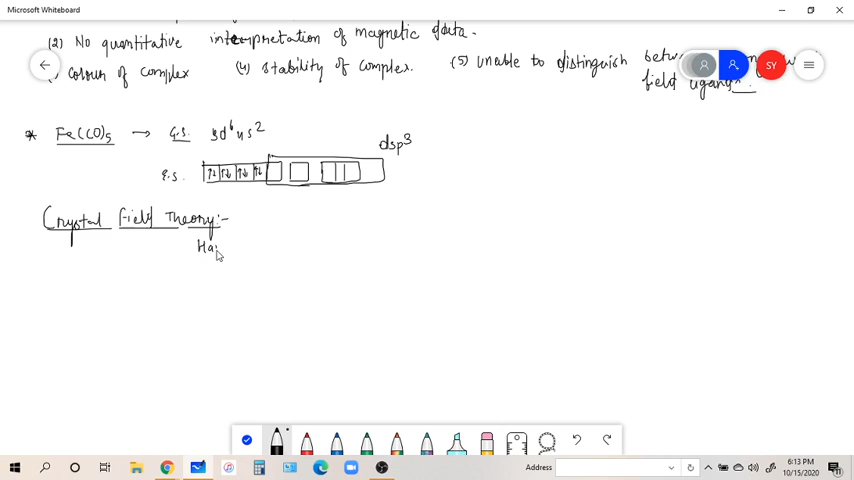 Microsoft Whiteboard
(2) No quantitative interpretation of magnetic data.
colour of complex (4) stability of complex. (5) unable to distinguish between
field ligands
* Fe(CO)5 → G.S. 3d6 4s2
dsp3
E.S. ↑↓ ↑↓ ↑↓ ↑↓
Crystal Field Theory:-
Ha
SY
Address
6:13 PM
10/15/2020